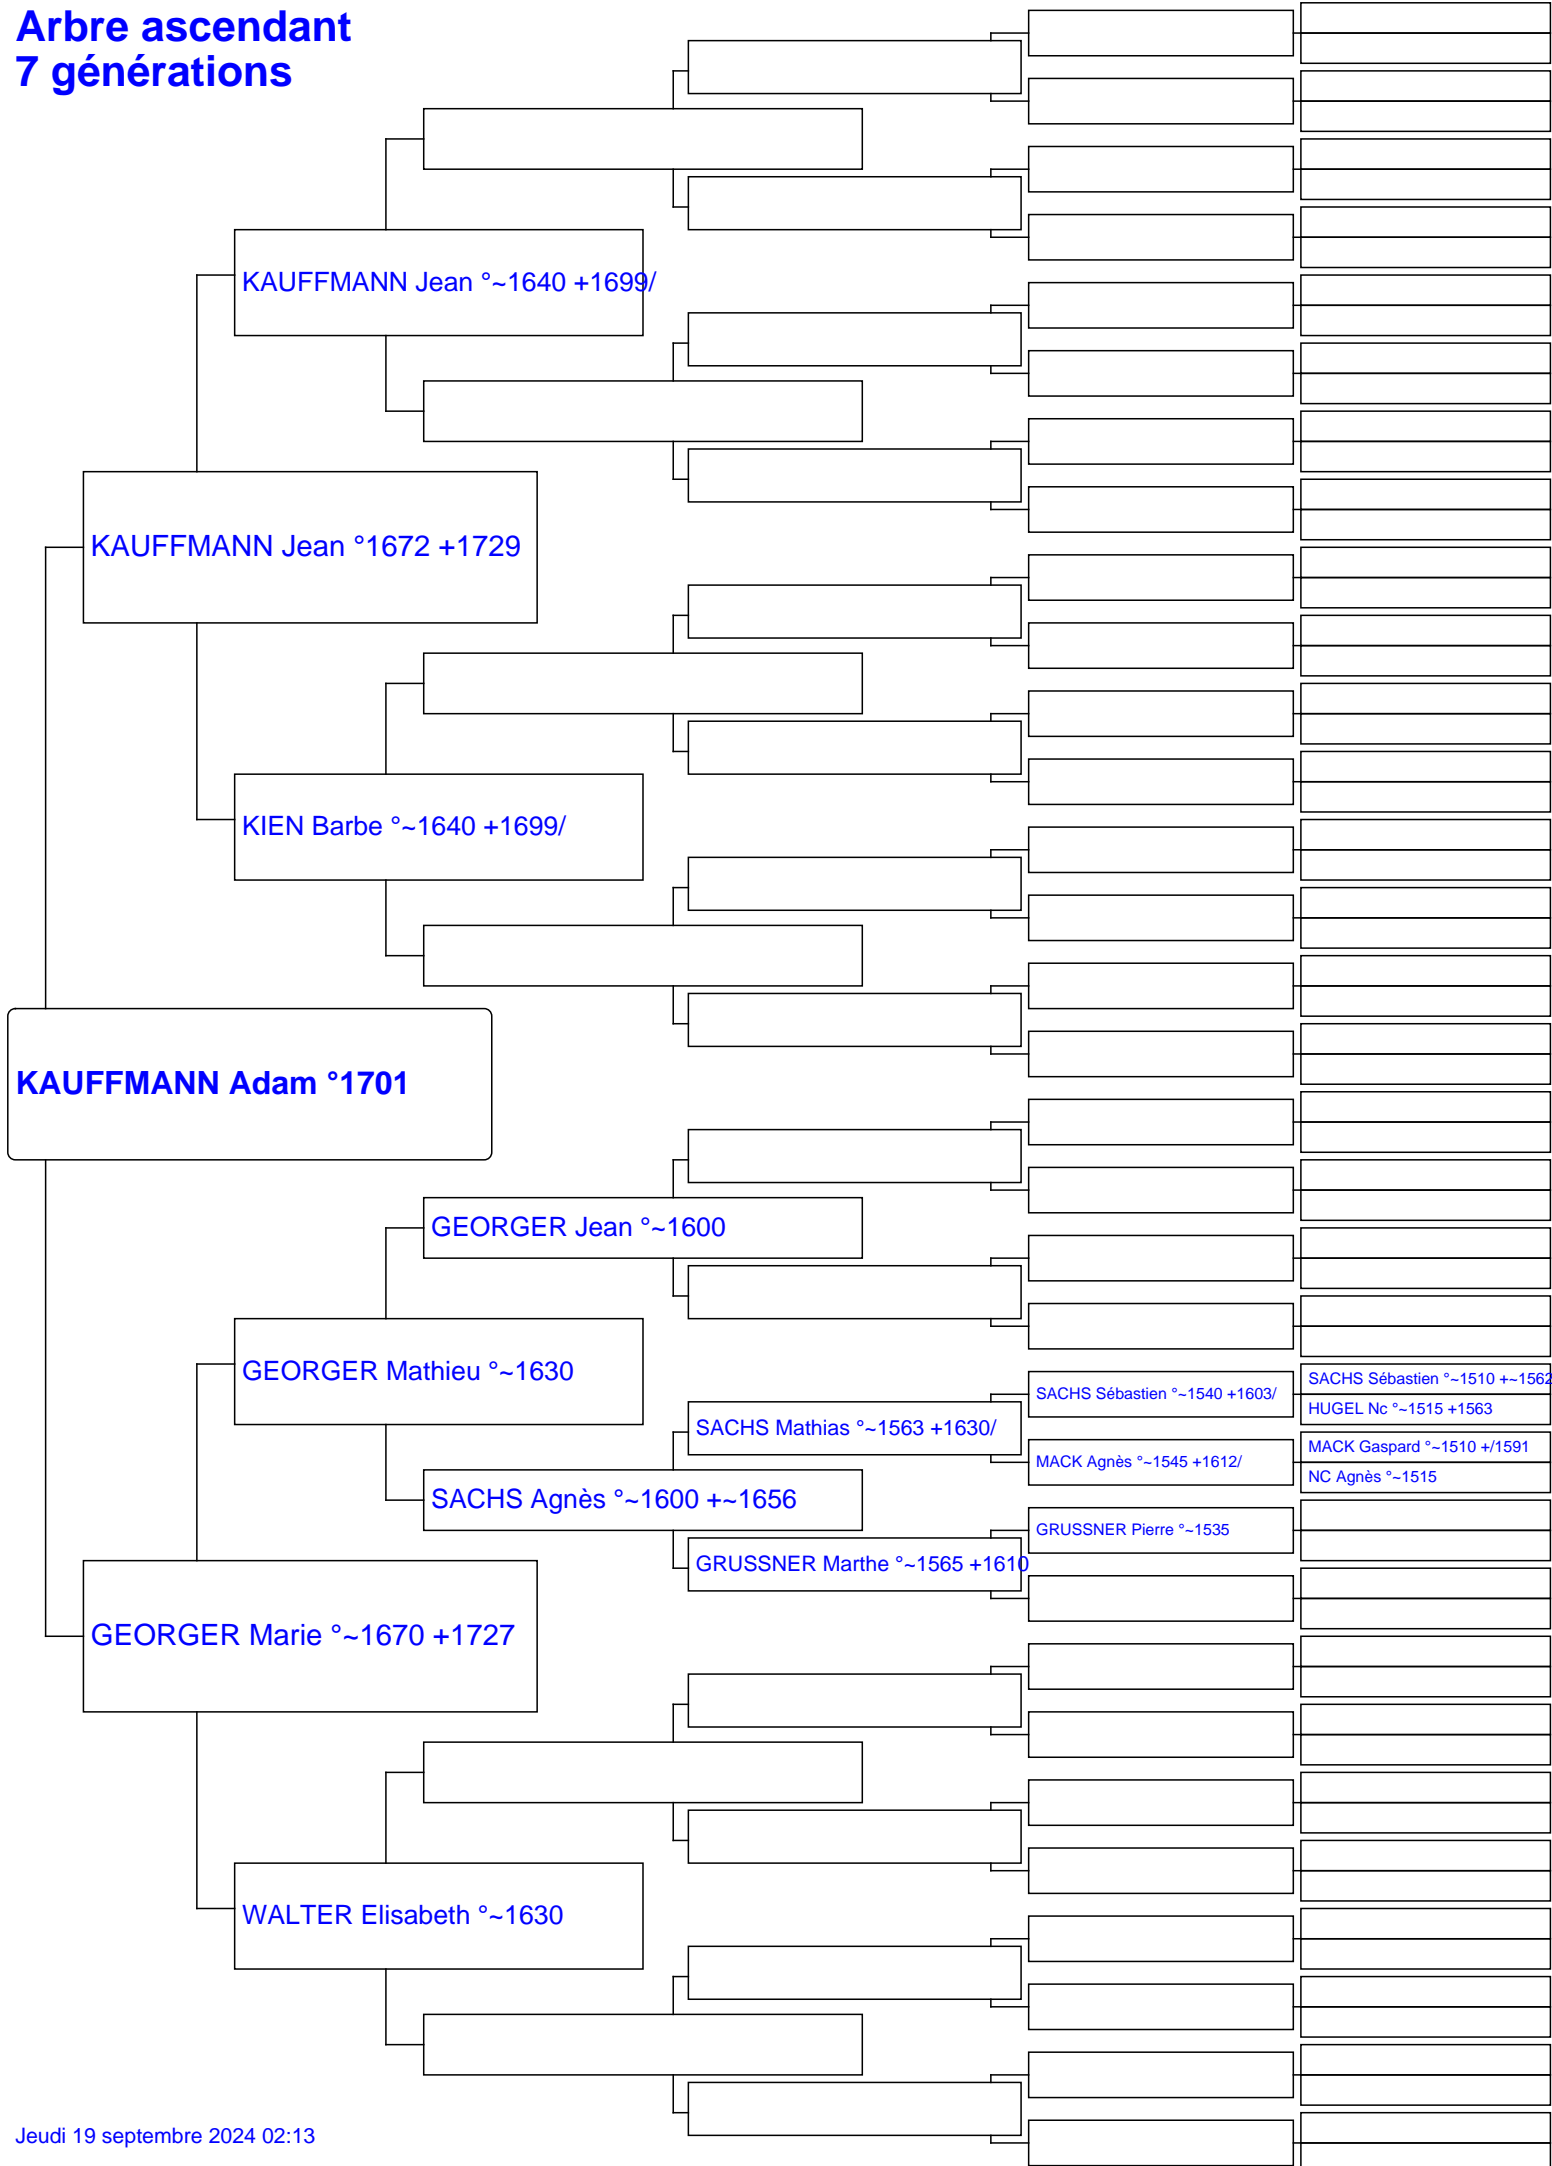 Arbre ascendant
7 générations
KAUFFMANN Jean °~1640 +1699/
KAUFFMANN Jean °1672 +1729
KIEN Barbe °~1640 +1699/
KAUFFMANN Adam °1701
GEORGER Jean °~1600
GEORGER Mathieu °~1630
SACHS Sébastien °~1540 +1603/
SACHS Sébastien °~1510 +~1562
HUGEL Nc °~1515 +1563
SACHS Mathias °~1563 +1630/
MACK Agnès °~1545 +1612/
MACK Gaspard °~1510 +/1591
NC Agnès °~1515
SACHS Agnès °~1600 +~1656
GRUSSNER Pierre °~1535
GRUSSNER Marthe °~1565 +1610
GEORGER Marie °~1670 +1727
WALTER Elisabeth °~1630
Jeudi 19 septembre 2024 02:13